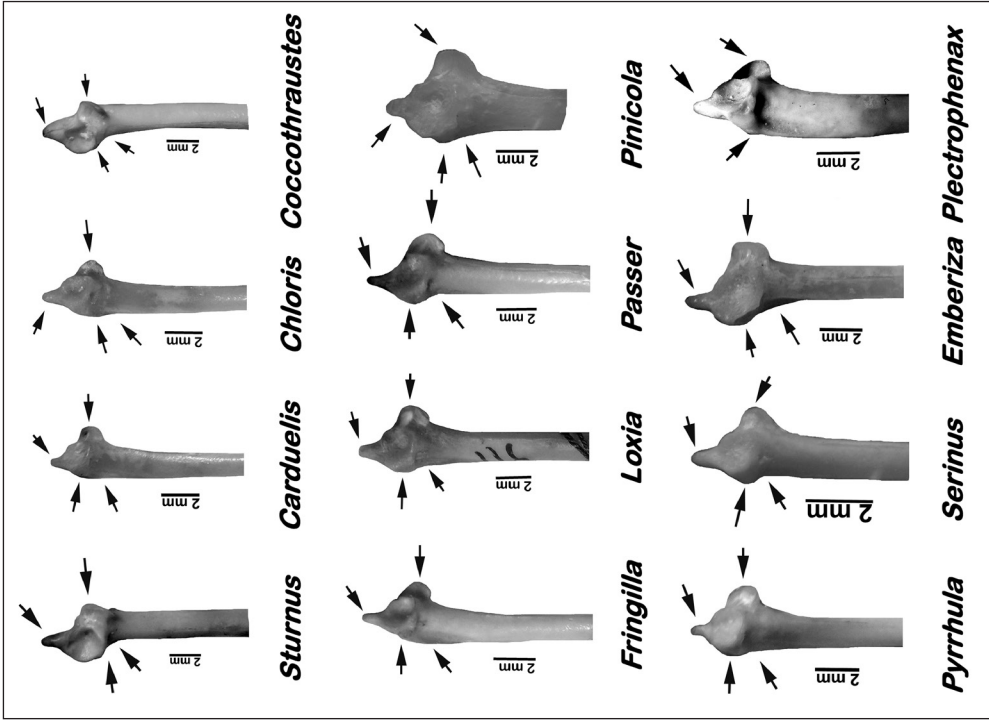 2 mm
2 mm
2 mm
2 mm
Sturnus Carduelis Chloris Coccothraustes
2 mm
2 mm
2 mm
2 mm
Fringilla Loxia Passer Pinicola
2 mm
2 mm
2 mm
2 mm
Pyrrhula Serinus Emberiza Plectrophenax